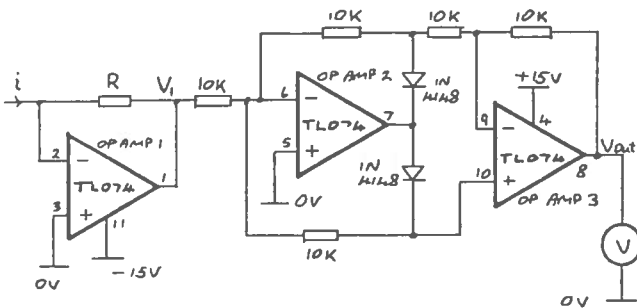 10K
10K
10K
i
R
V1
10K
OP AMP 2
IN
4148
+15V
6
-
7
9
-
4
OP AMP 1
TL074
TL074
2
-
5
+
IN
4148
10
+
8
Vout
TL074
1
OP AMP 3
3
+
11
0V
V
10K
0V
-15V
0V